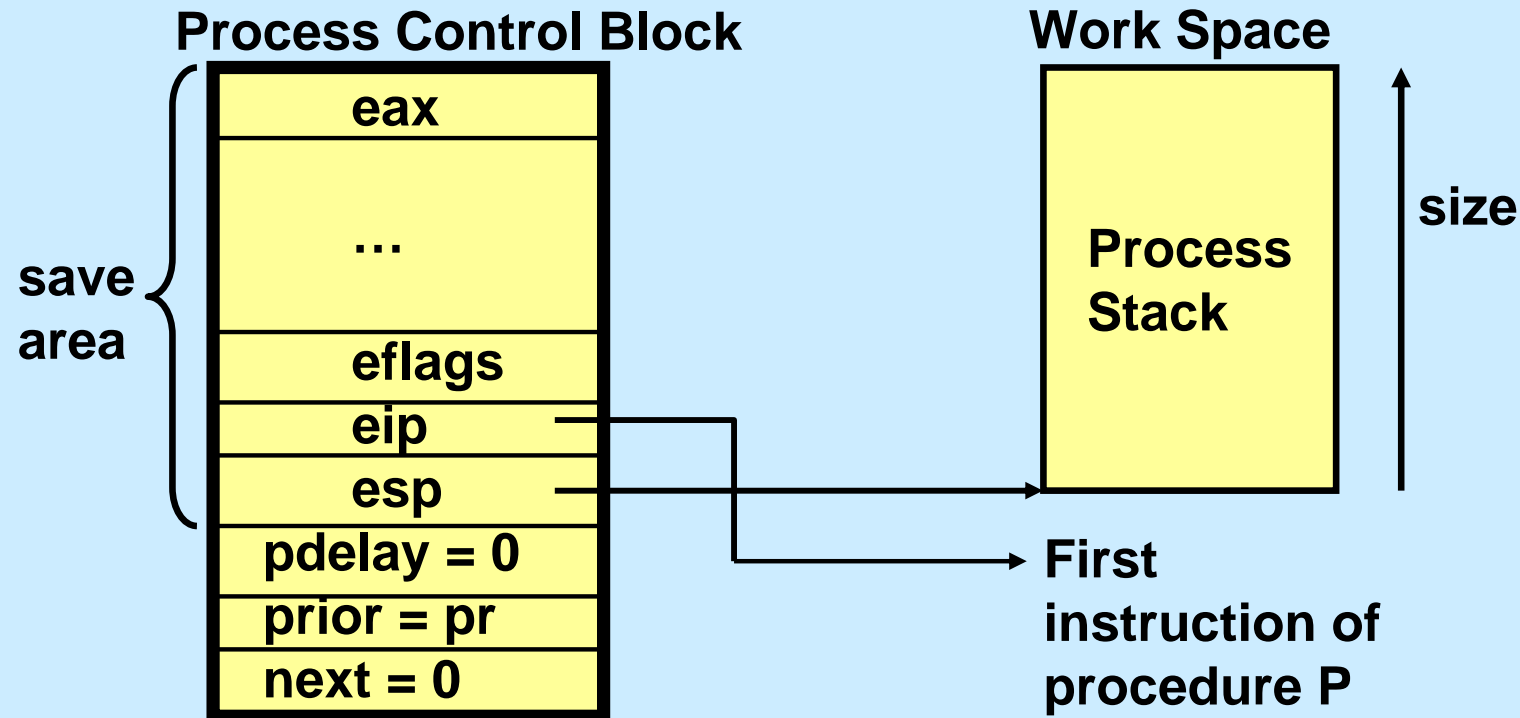 Process Control Block
Work Space
eax
…
save
area
eflags
eip
esp
pdelay = 0
prior = pr
next = 0
Process
Stack
size
First
instruction of
procedure P